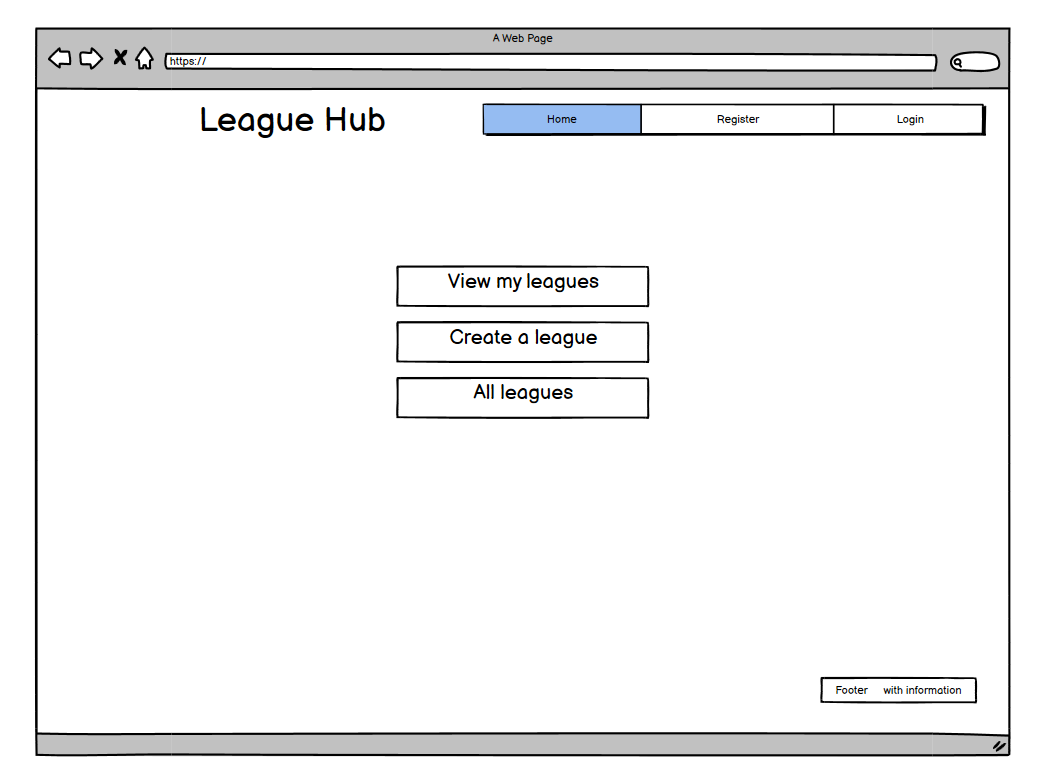 A Web Page
https://
League Hub
Home
Register
Login
View my leagues
Create a league
All leagues
Footer with information